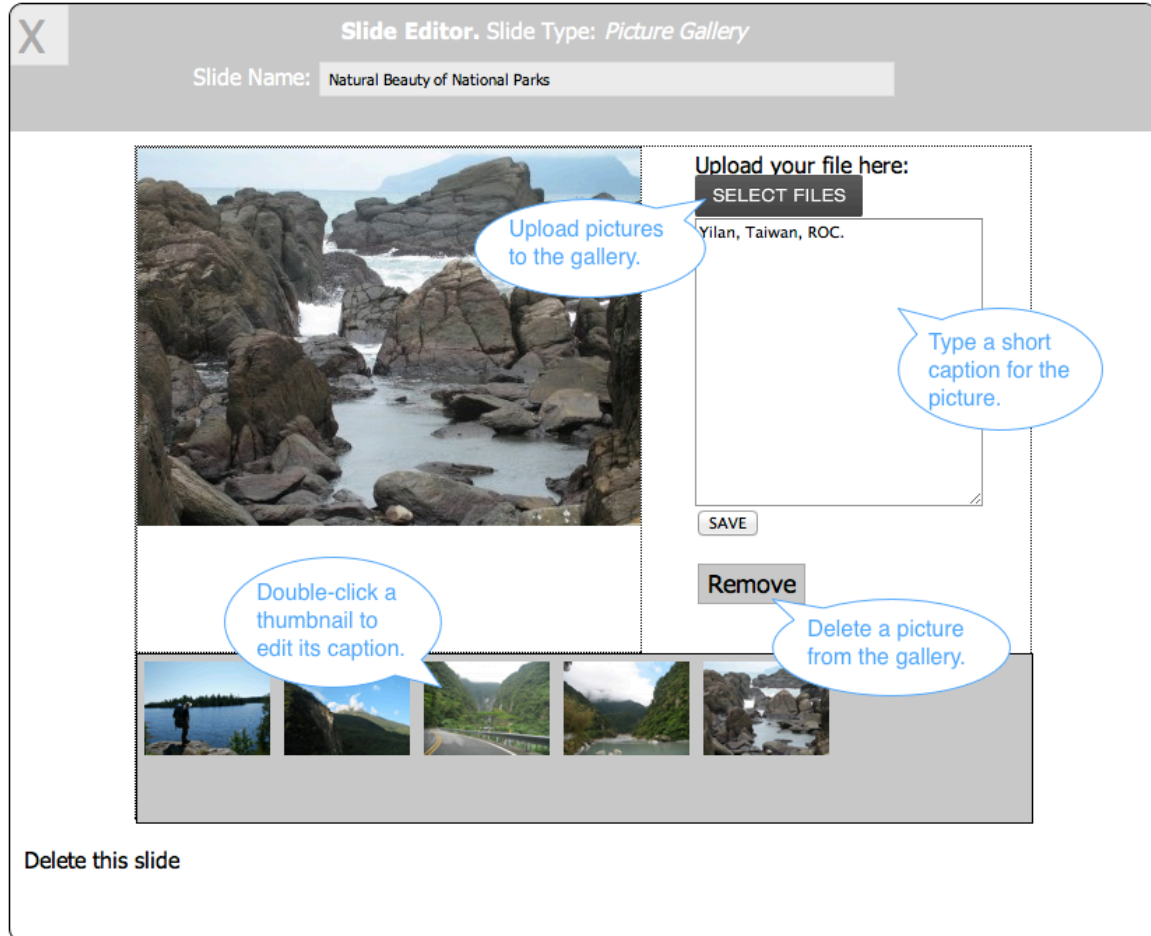 X
Slide Editor. Slide Type: Picture Gallery
Slide Name: Natural Beauty of National Parks
Upload your file here:
SELECT FILES
Upload pictures
to the gallery.
Yilan, Taiwan, ROC.
Type a short
caption for the
picture.
SAVE
Remove
Double-click a
thumbnail to
edit its caption.
Delete a picture
from the gallery.
Delete this slide